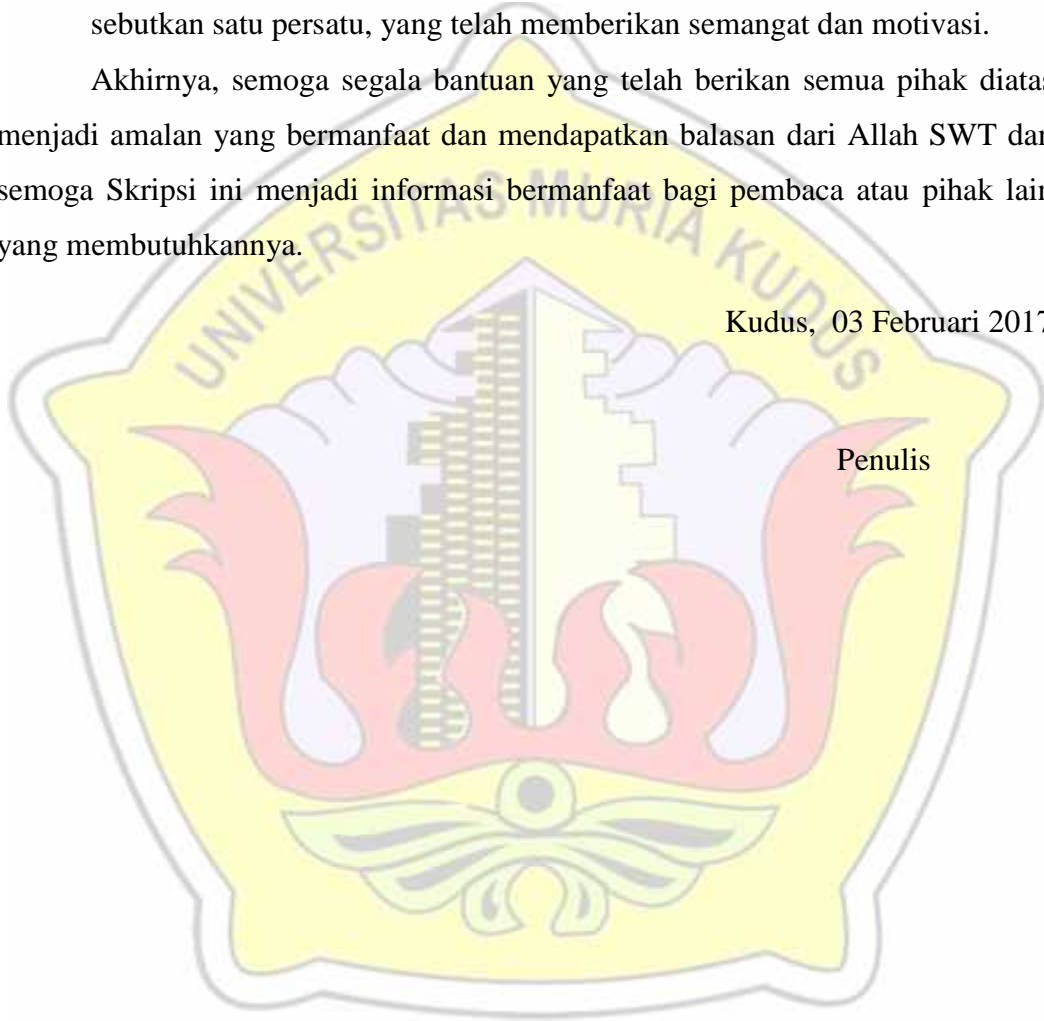 sebutkan satu persatu, yang telah memberikan semangat dan motivasi.
Akhirnya, semoga segala bantuan yang telah berikan semua pihak diatas
menjadi amalan yang bermanfaat dan mendapatkan balasan dari Allah SWT dan
semoga Skripsi ini menjadi informasi bermanfaat bagi pembaca atau pihak lain
yang membutuhkannya.
UNIVERSITAS MURIA KUDUS
Kudus, 03 Februari 2017
Penulis